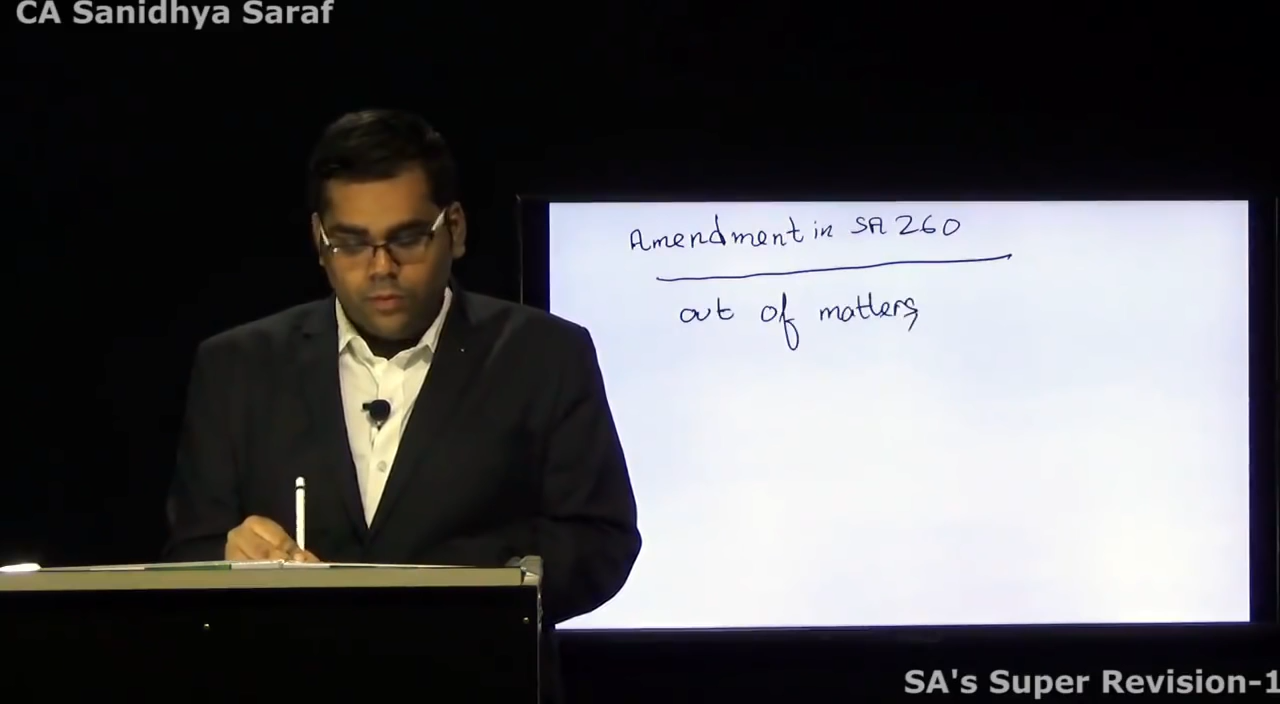 CA Sanidhya Saraf
Amendment in SA 260
out of matters,
SA's Super Revision-1